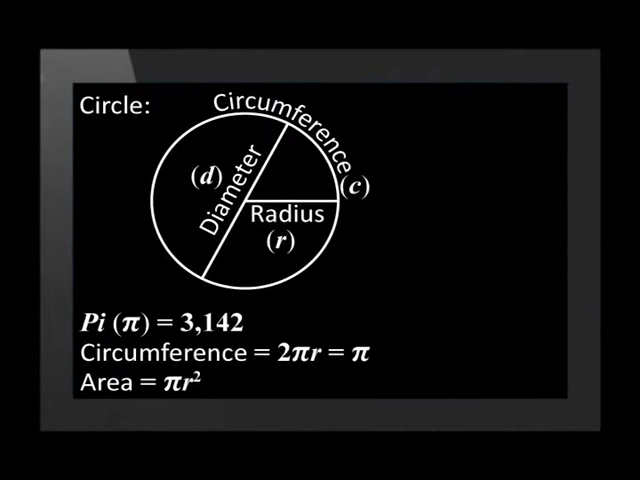 Circle:
Circumference
(c)
(d)
Diameter
Radius
(r)
Pi (π) = 3,142
Circumference = 2πr = π
Area = πr²